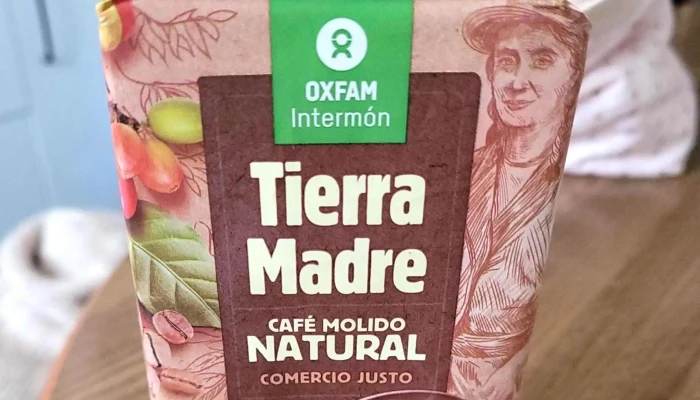 OXFAM
Intermón
Tierra
Madre
CAFÉ MOLIDO
NATURAL
COMERCIO JUSTO